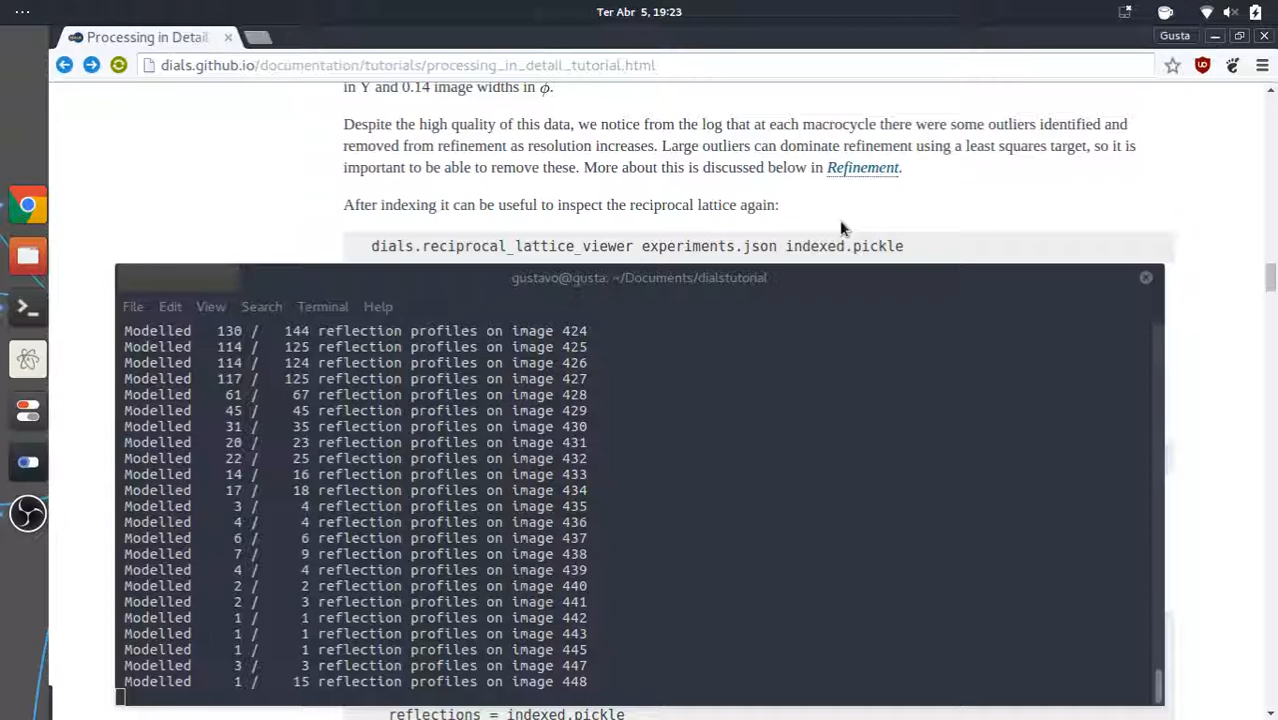 Ter Abr 5, 19:23
Processing in Detail
Gusta
dials.github.io/documentation/tutorials/processing_in_detail_tutorial.html
in Y and 0.14 image widths in ϕ.
Despite the high quality of this data, we notice from the log that at each macrocycle there were some outliers identified and
removed from refinement as resolution increases. Large outliers can dominate refinement using a least squares target, so it is
important to be able to remove these. More about this is discussed below in Refinement.
After indexing it can be useful to inspect the reciprocal lattice again:
dials.reciprocal_lattice_viewer experiments.json indexed.pickle
gustavo@gusta: ~/Documents/dialstutorial
File Edit View Search Terminal Help
Modelled 130 / 144 reflection profiles on image 424
Modelled 114 / 125 reflection profiles on image 425
Modelled 114 / 124 reflection profiles on image 426
Modelled 117 / 125 reflection profiles on image 427
Modelled 61 / 67 reflection profiles on image 428
Modelled 45 / 45 reflection profiles on image 429
Modelled 31 / 35 reflection profiles on image 430
Modelled 20 / 23 reflection profiles on image 431
Modelled 22 / 25 reflection profiles on image 432
Modelled 14 / 16 reflection profiles on image 433
Modelled 17 / 18 reflection profiles on image 434
Modelled 3 / 4 reflection profiles on image 435
Modelled 4 / 4 reflection profiles on image 436
Modelled 6 / 6 reflection profiles on image 437
Modelled 7 / 9 reflection profiles on image 438
Modelled 4 / 4 reflection profiles on image 439
Modelled 2 / 2 reflection profiles on image 440
Modelled 2 / 3 reflection profiles on image 441
Modelled 1 / 1 reflection profiles on image 442
Modelled 1 / 1 reflection profiles on image 443
Modelled 1 / 1 reflection profiles on image 445
Modelled 3 / 3 reflection profiles on image 447
Modelled 1 / 15 reflection profiles on image 448
reflections = indexed.pickle